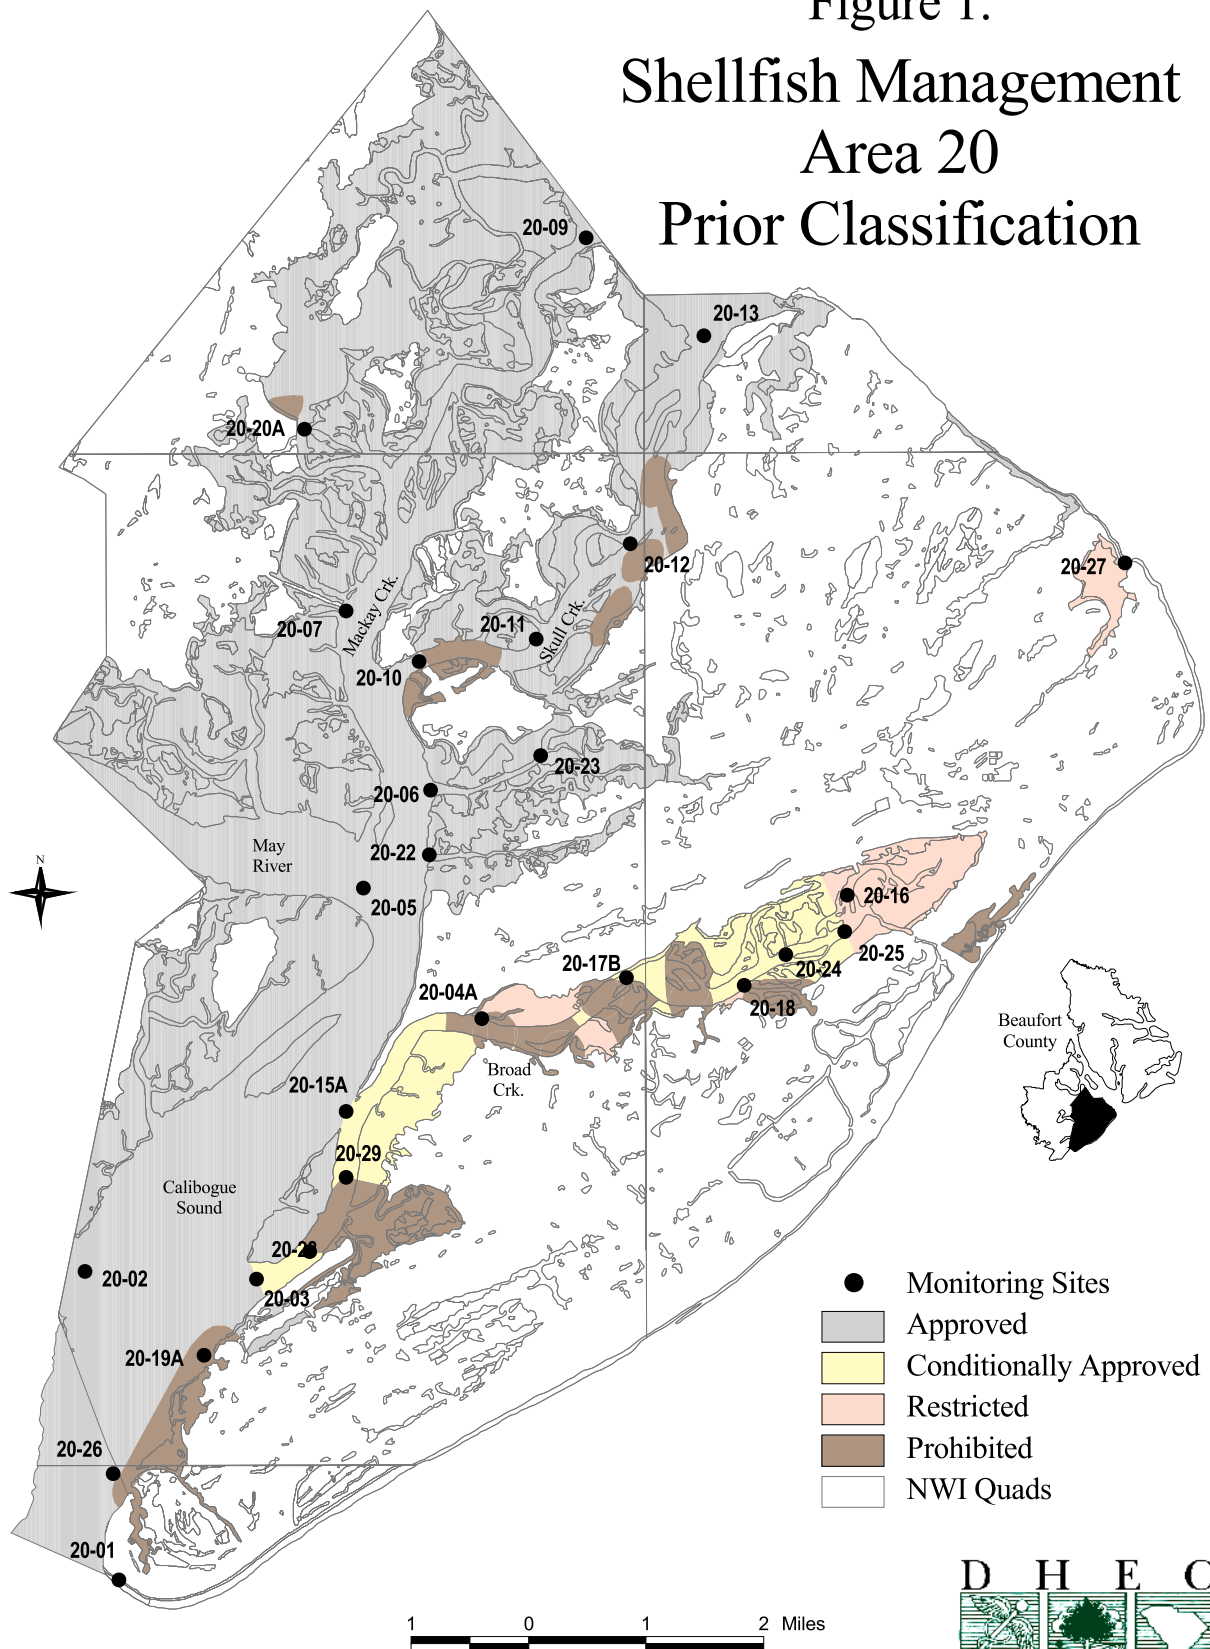 Figure 1.
Shellfish Management
Area 20
Prior Classification
20-09
20-13
20-20A
20-12
20-27
20-07
Mackay Crk.
20-11
Skull Crk.
20-10
20-23
20-06
May
River
20-22
20-05
N
20-16
20-25
20-24
20-17B
20-18
20-04A
Broad
Crk.
Beaufort
County
20-15A
20-29
Calibogue
Sound
20-02
20-03
20-19A
20-26
20-01
Monitoring Sites
Approved
Conditionally Approved
Restricted
Prohibited
NWI Quads
1 0 1 2 Miles
D H E C